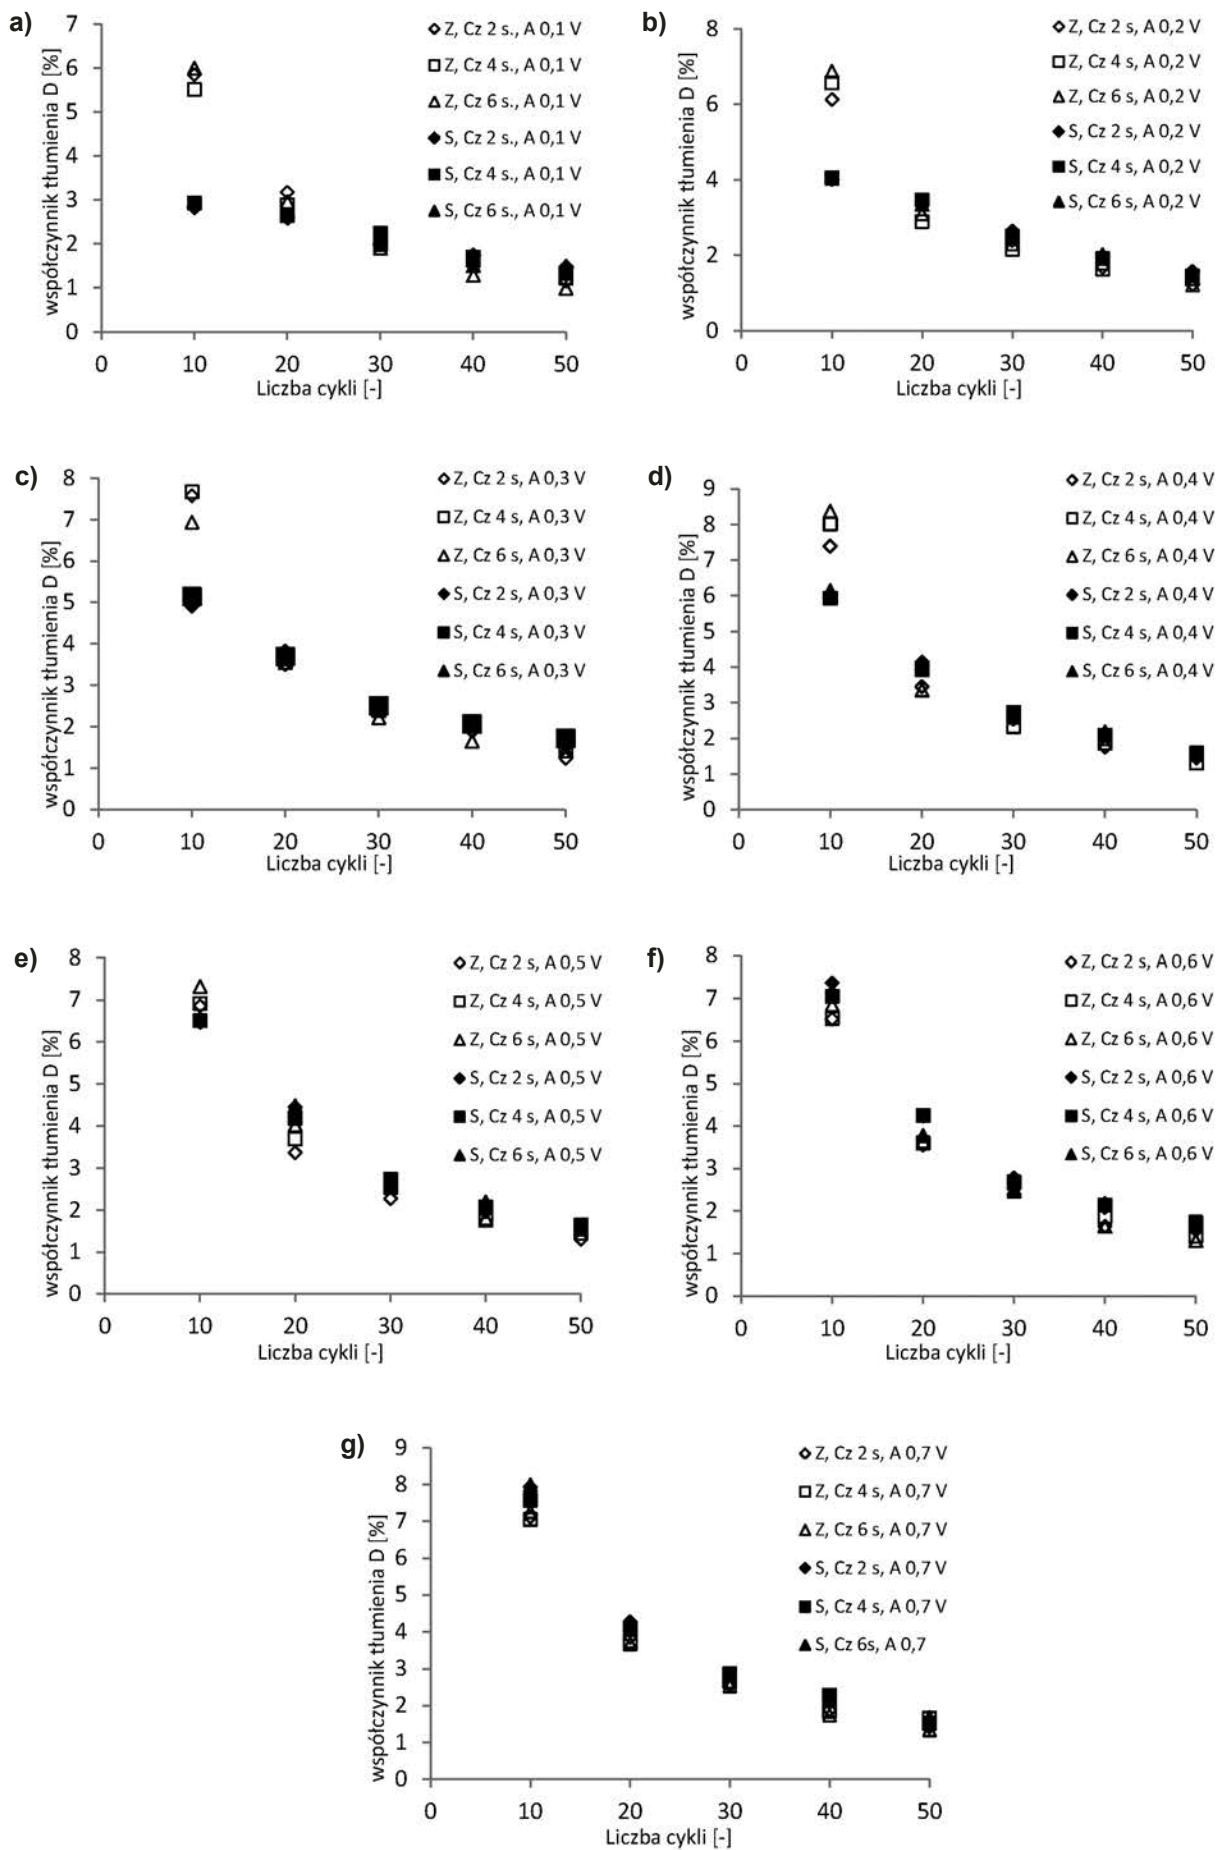 a)
współczynnik tłumienia D [%]
7
6
5
4
3
2
1
0
0 10 20 30 40 50
Liczba cykli [-]
Z, Cz 2 s., A 0,1 V
Z, Cz 4 s., A 0,1 V
Z, Cz 6 s., A 0,1 V
S, Cz 2 s., A 0,1 V
S, Cz 4 s., A 0,1 V
S, Cz 6 s., A 0,1 V
b)
współczynnik tłumienia D [%]
8
6
4
2
0
0 10 20 30 40 50
Liczba cykli [-]
Z, Cz 2 s, A 0,2 V
Z, Cz 4 s, A 0,2 V
Z, Cz 6 s, A 0,2 V
S, Cz 2 s, A 0,2 V
S, Cz 4 s, A 0,2 V
S, Cz 6 s, A 0,2 V
c)
współczynnik tłumienia D [%]
8
7
6
5
4
3
2
1
0
0 10 20 30 40 50
Liczba cykli [-]
Z, Cz 2 s, A 0,3 V
Z, Cz 4 s, A 0,3 V
Z, Cz 6 s, A 0,3 V
S, Cz 2 s, A 0,3 V
S, Cz 4 s, A 0,3 V
S, Cz 6 s, A 0,3 V
d)
współczynnik tłumienia D [%]
9
8
7
6
5
4
3
2
1
0
0 10 20 30 40 50
Liczba cykli [-]
Z, Cz 2 s, A 0,4 V
Z, Cz 4 s, A 0,4 V
Z, Cz 6 s, A 0,4 V
S, Cz 2 s, A 0,4 V
S, Cz 4 s, A 0,4 V
S, Cz 6 s, A 0,4 V
e)
współczynnik tłumienia D [%]
8
7
6
5
4
3
2
1
0
0 10 20 30 40 50
Liczba cykli [-]
Z, Cz 2 s, A 0,5 V
Z, Cz 4 s, A 0,5 V
Z, Cz 6 s, A 0,5 V
S, Cz 2 s, A 0,5 V
S, Cz 4 s, A 0,5 V
S, Cz 6 s, A 0,5 V
f)
współczynnik tłumienia D [%]
8
7
6
5
4
3
2
1
0
0 10 20 30 40 50
Liczba cykli [-]
Z, Cz 2 s, A 0,6 V
Z, Cz 4 s, A 0,6 V
Z, Cz 6 s, A 0,6 V
S, Cz 2 s, A 0,6 V
S, Cz 4 s, A 0,6 V
S, Cz 6 s, A 0,6 V
g)
współczynnik tłumienia D [%]
9
8
7
6
5
4
3
2
1
0
0 10 20 30 40 50
Liczba cykli [-]
Z, Cz 2 s, A 0,7 V
Z, Cz 4 s, A 0,7 V
Z, Cz 6 s, A 0,7 V
S, Cz 2 s, A 0,7 V
S, Cz 4 s, A 0,7 V
S, Cz 6s, A 0,7